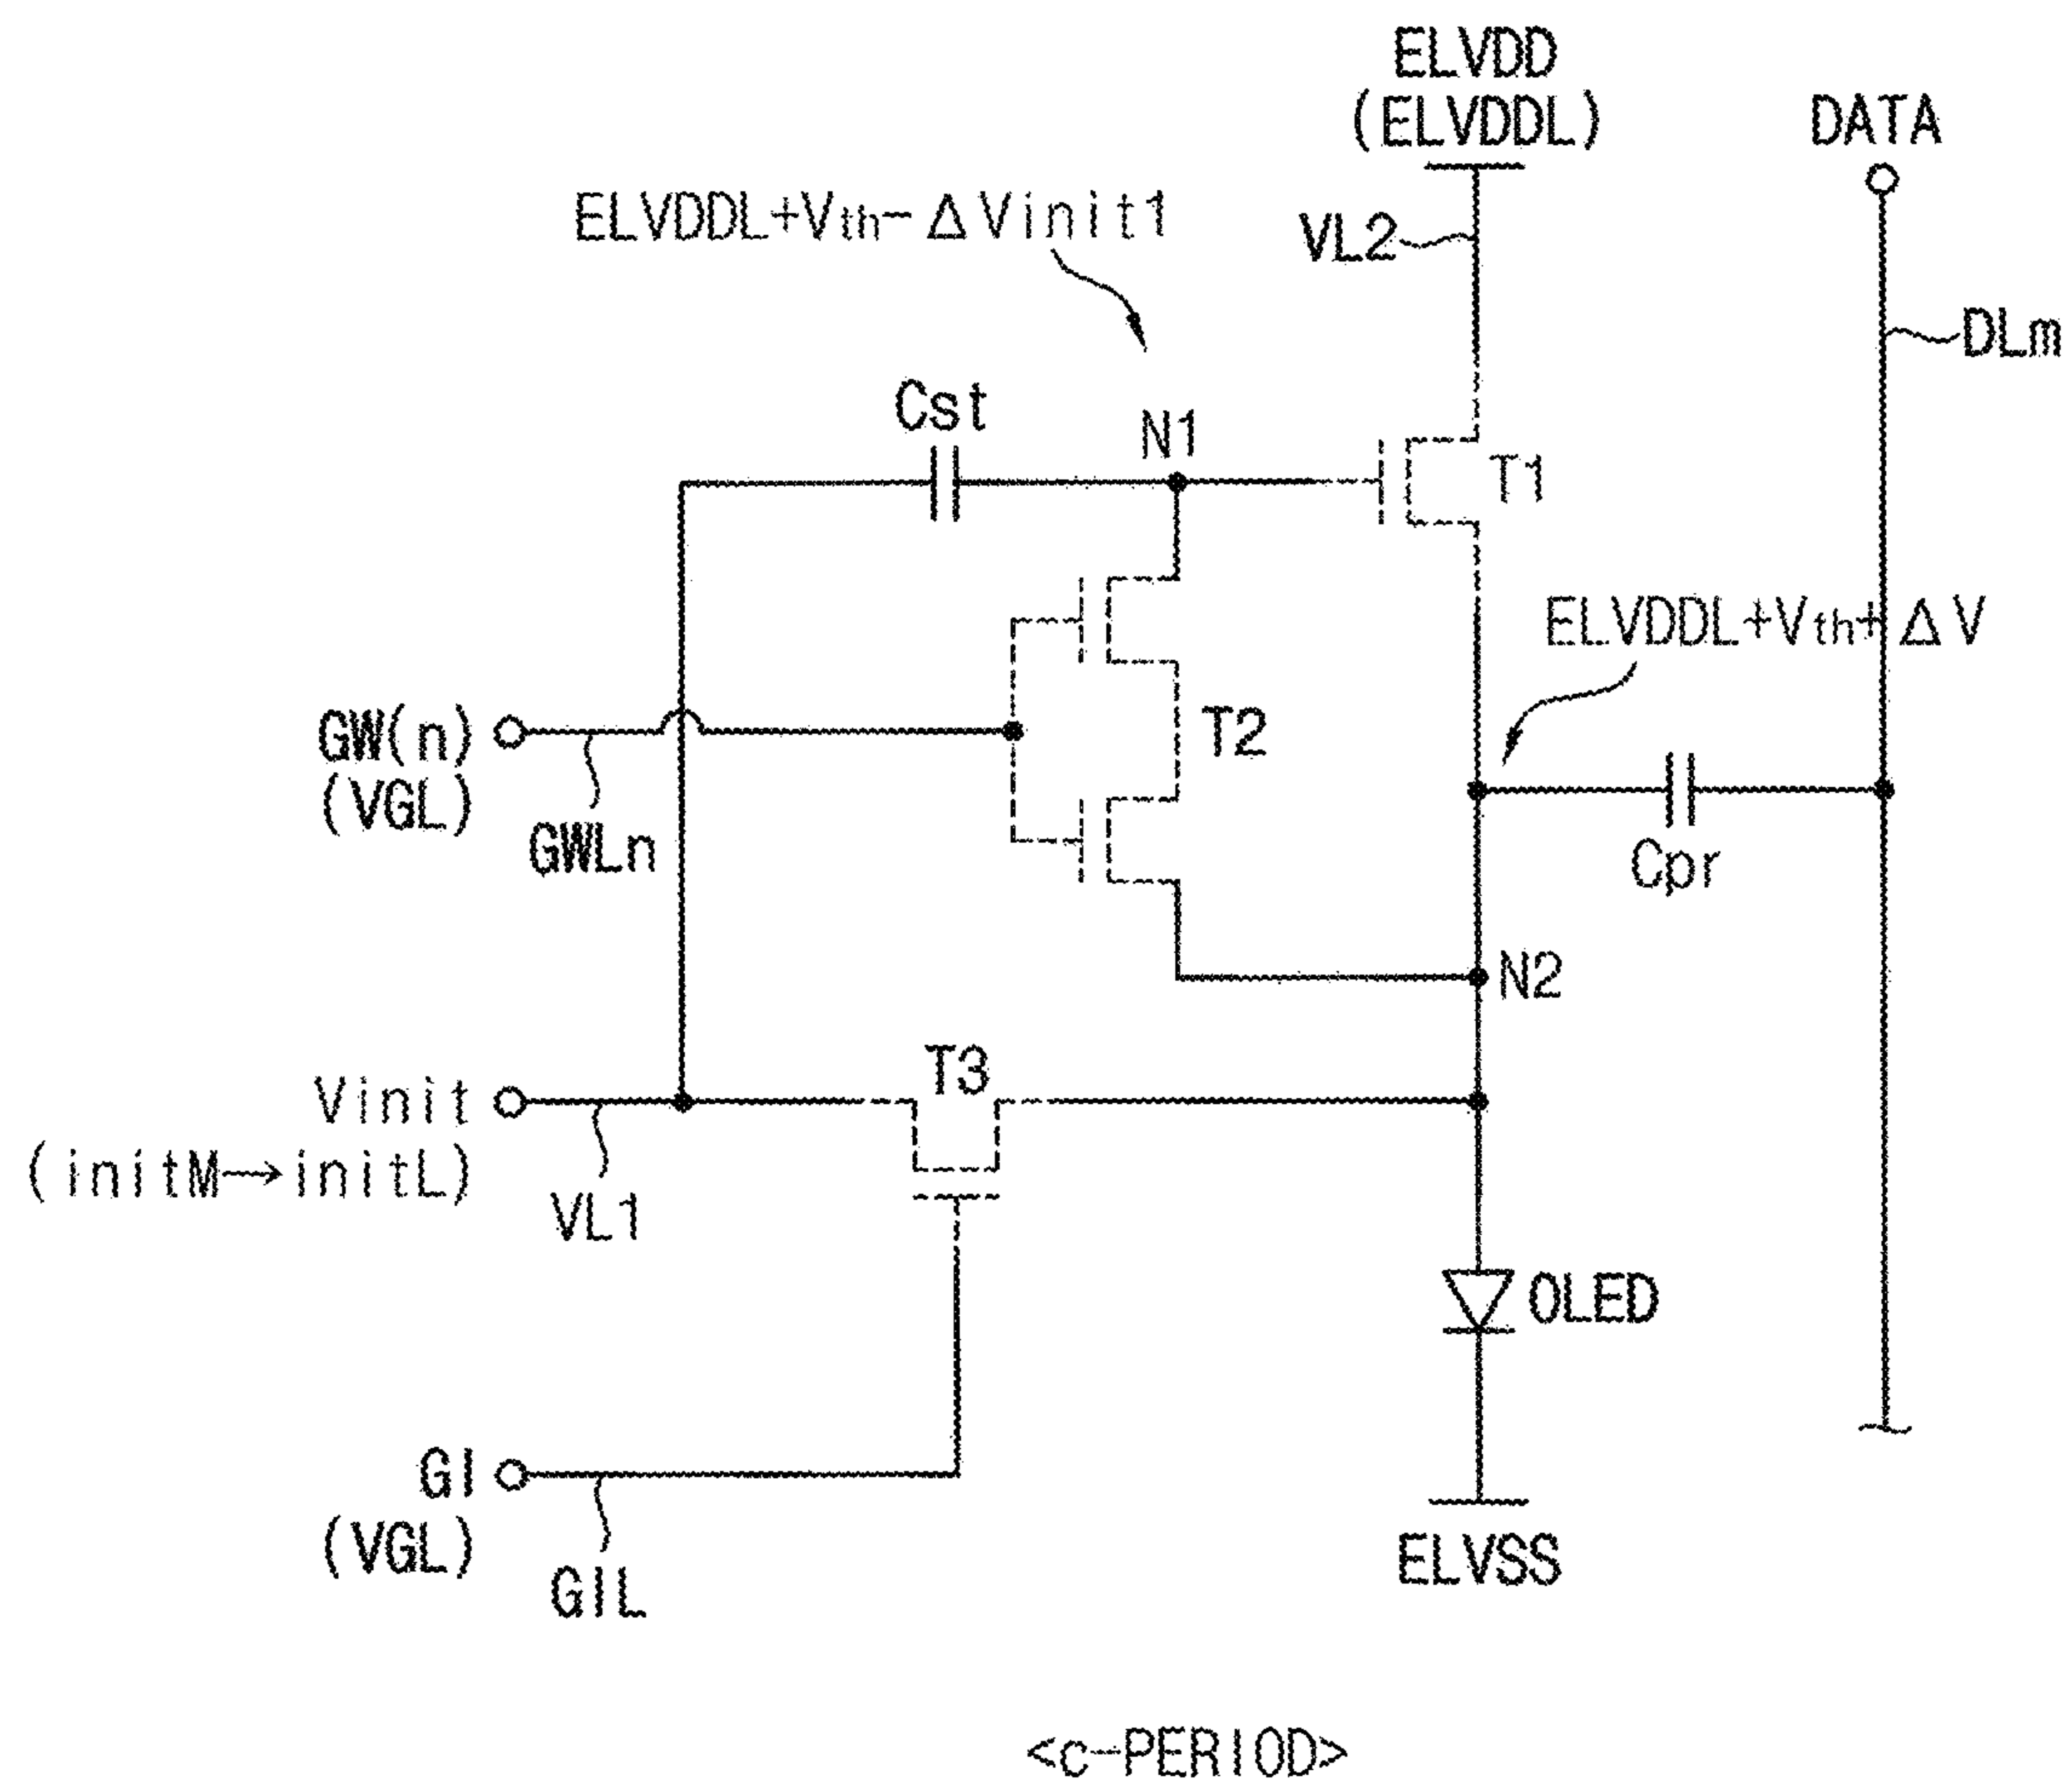 ELVDD
(ELVDDL)
DATA
ELVDDL+Vth-ΔVinit1
VL2
DLm
Cst
N1
T1
ELVDDL+Vth+ΔV
GW(n)
(VGL)
T2
GWLn
Cpr
N2
T3
Vinit
(initM→initL)
VL1
OLED
GI
(VGL)
GIL
ELVSS
<c-PERIOD>